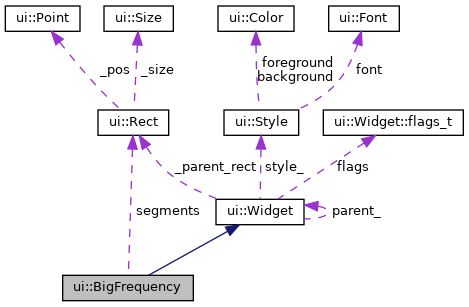 ui::Point
ui::Size
ui::Color
ui::Font
_pos
_size
foreground
background
font
ui::Rect
ui::Style
ui::Widget::flags_t
_parent_rect
style_
flags
segments
ui::Widget
parent_
ui::BigFrequency